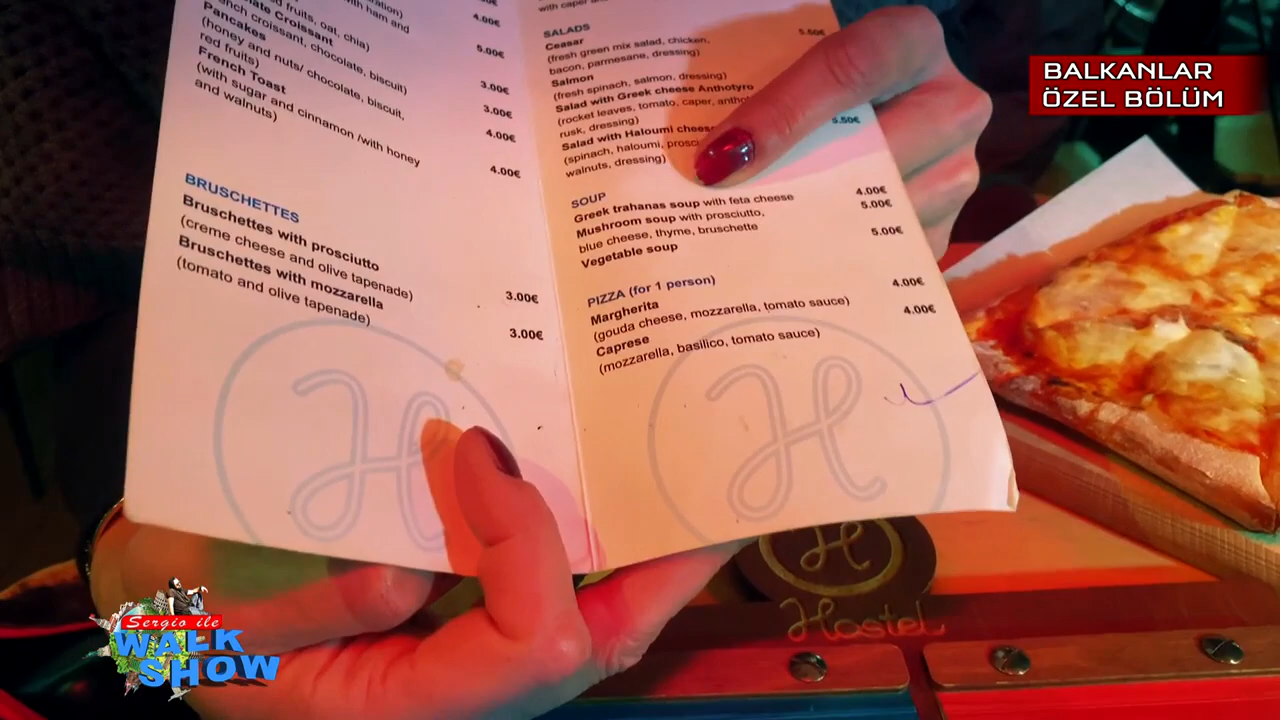 fruits, oat, chia)
with ham and
4.00€
Croissant
croissant, chocolate, biscuit)
5.00€
Pancakes
(honey and nuts/ chocolate, biscuit,
red fruits)
3.00€
3.00€
French Toast
(with sugar and cinnamon /with honey
and walnuts)
4.00€
4.00€
BRUSCHETTES
Bruschettes with prosciutto
(creme cheese and olive tapenade)
3.00€
Bruschettes with mozzarella
(tomato and olive tapenade)
3.00€
SALADS
Ceasar
5.50€
(fresh green mix salad, chicken,
bacon, parmesane, dressing)
Salmon
(fresh spinach, salmon, dressing)
Salad with Greek cheese Anthotyro
(rocket leaves, tomato, caper,
rusk, dressing)
5.50€
Salad with Haloumi cheese
(spinach, haloumi,
walnuts, dressing)
SOUP
Greek trahanas soup with feta cheese 4.00€
Mushroom soup with prosciutto, 5.00€
blue cheese, thyme, bruschette
Vegetable soup 5.00€
PIZZA (for 1 person)
Margherita 4.00€
(gouda cheese, mozzarella, tomato sauce)
Caprese 4.00€
(mozzarella, basilico, tomato sauce)
H
H
H
Hostel
BALKANLAR
ÖZEL BÖLÜM
Sergio ile
WALK
SHOW